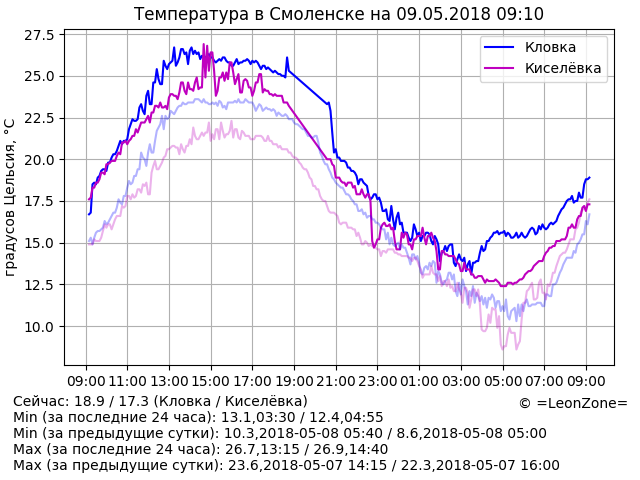 Температура в Смоленске на 09.05.2018 09:10
27.5
25.0
22.5
20.0
17.5
15.0
12.5
10.0
градусов Цельсия, °C
Кловка
Киселёвка
09:00 11:00 13:00 15:00 17:00 19:00 21:00 23:00 01:00 03:00 05:00 07:00 09:00
Сейчас: 18.9 / 17.3 (Кловка / Киселёвка)
© =LeonZone=
Min (за последние 24 часа): 13.1,03:30 / 12.4,04:55
Min (за предыдущие сутки): 10.3,2018-05-08 05:40 / 8.6,2018-05-08 05:00
Max (за последние 24 часа): 26.7,13:15 / 26.9,14:40
Max (за предыдущие сутки): 23.6,2018-05-07 14:15 / 22.3,2018-05-07 16:00